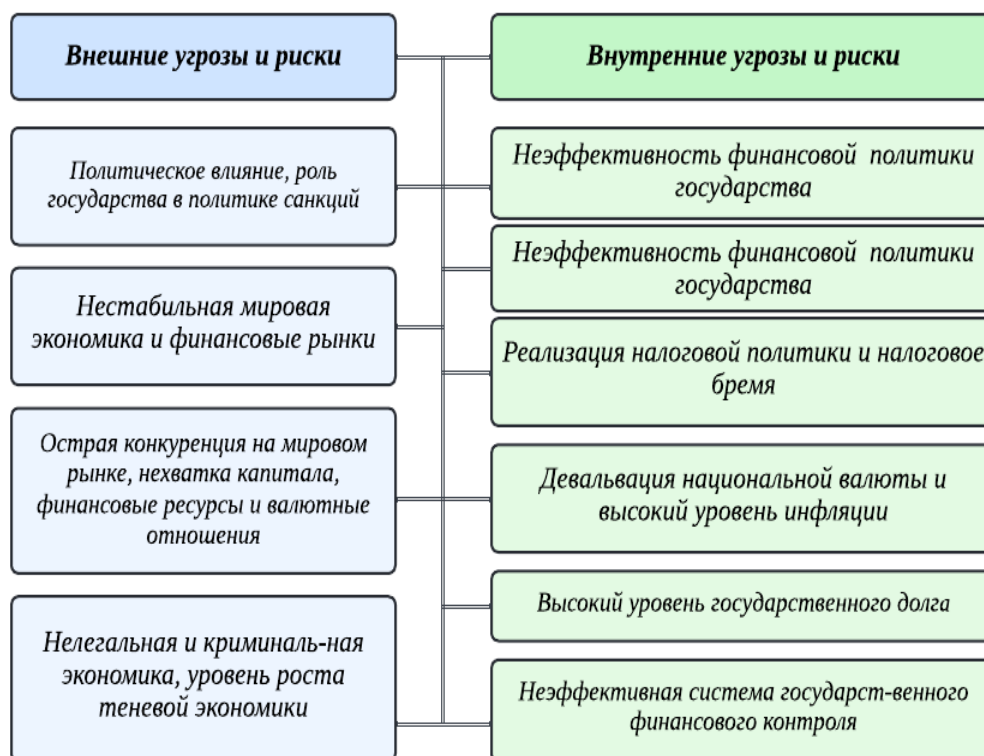 Внешние угрозы и риски
Политическое влияние, роль
государства в политике санкций
Нестабильная мировая
экономика и финансовые рынки
Острая конкуренция на мировом
рынке, нехватка капитала,
финансовые ресурсы и валютные
отношения
Нелегальная и криминаль-ная
экономика, уровень роста
теневой экономики
Внутренние угрозы и риски
Неэффективность финансовой политики
государства
Неэффективность финансовой политики
государства
Реализация налоговой политики и налоговое
бремя
Девальвация национальной валюты и
высокий уровень инфляции
Высокий уровень государственного долга
Неэффективная система государст-венного
финансового контроля